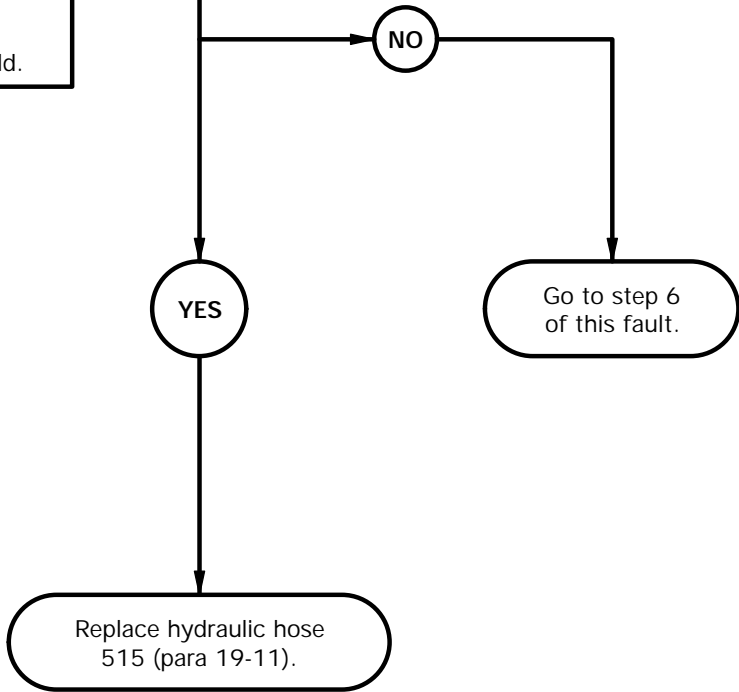 ld.
NO
YES
Go to step 6
of this fault.
Replace hydraulic hose
515 (para 19-11).